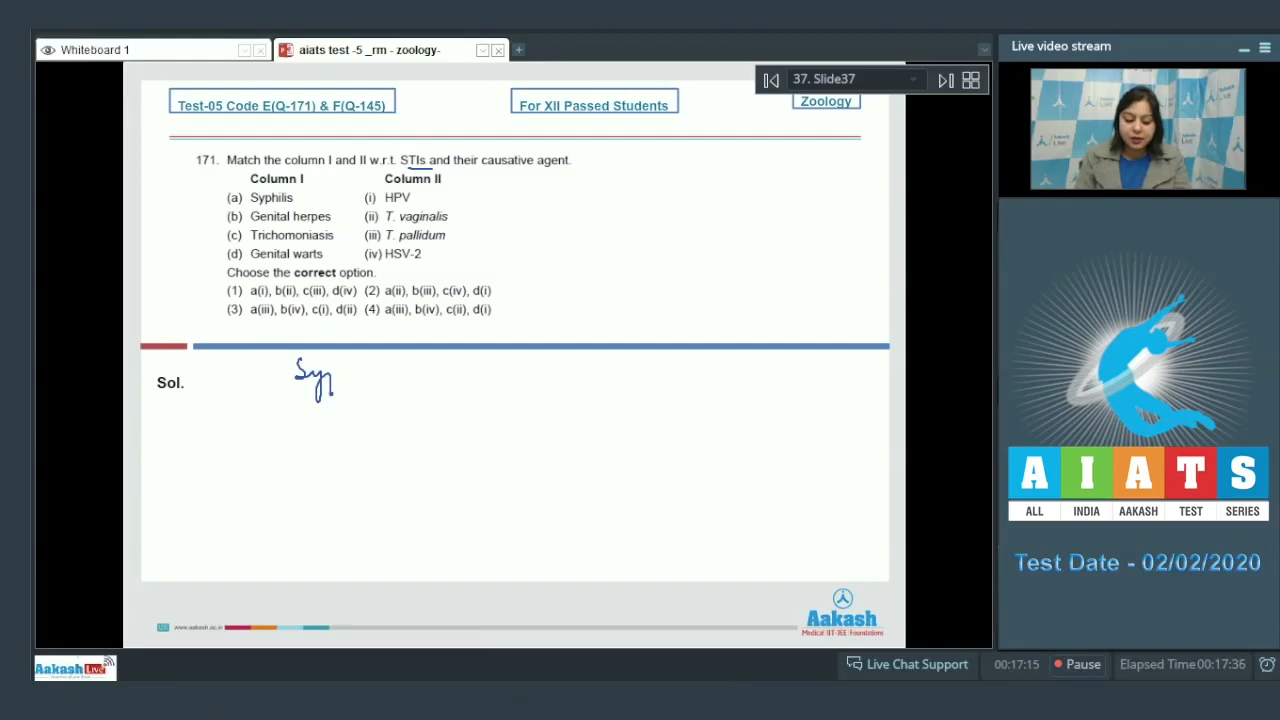 Whiteboard 1
aiats test -5 _rm - zoology-
Live video stream
37. Slide37
Test-05 Code E(Q-171) & F(Q-145)
For XII Passed Students
Zoology
171. Match the column I and II w.r.t. STIs and their causative agent.
Column I Column II
(a) Syphilis (i) HPV
(b) Genital herpes (ii) T. vaginalis
(c) Trichomoniasis (iii) T. pallidum
(d) Genital warts (iv) HSV-2
Choose the correct option.
(1) a(i), b(ii), c(iii), d(iv) (2) a(ii), b(iii), c(iv), d(i)
(3) a(iii), b(iv), c(i), d(ii) (4) a(iii), b(iv), c(ii), d(i)
Sol.
Syp
AIATS
ALL INDIA AAKASH TEST SERIES
Test Date - 02/02/2020
www.aakash.ac.in
Aakash
Medical|IIT-JEE|Foundations
Aakash Live
Live Chat Support
00:17:15
Pause
Elapsed Time 00:17:36